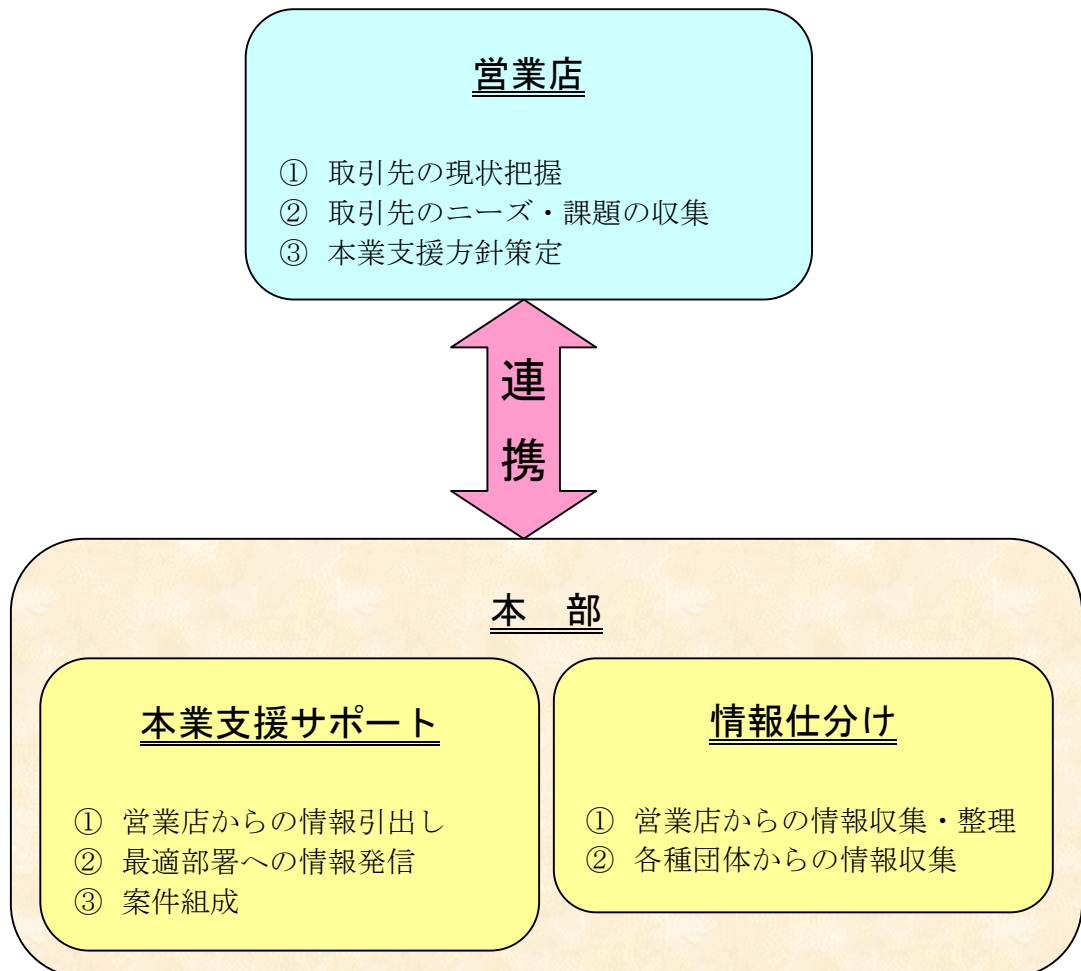 営業店
① 取引先の現状把握
② 取引先のニーズ・課題の収集
③ 本業支援方針策定
連
携
本　部
本業支援サポート
① 営業店からの情報引出し
② 最適部署への情報発信
③ 案件組成
情報仕分け
① 営業店からの情報収集・整理
② 各種団体からの情報収集